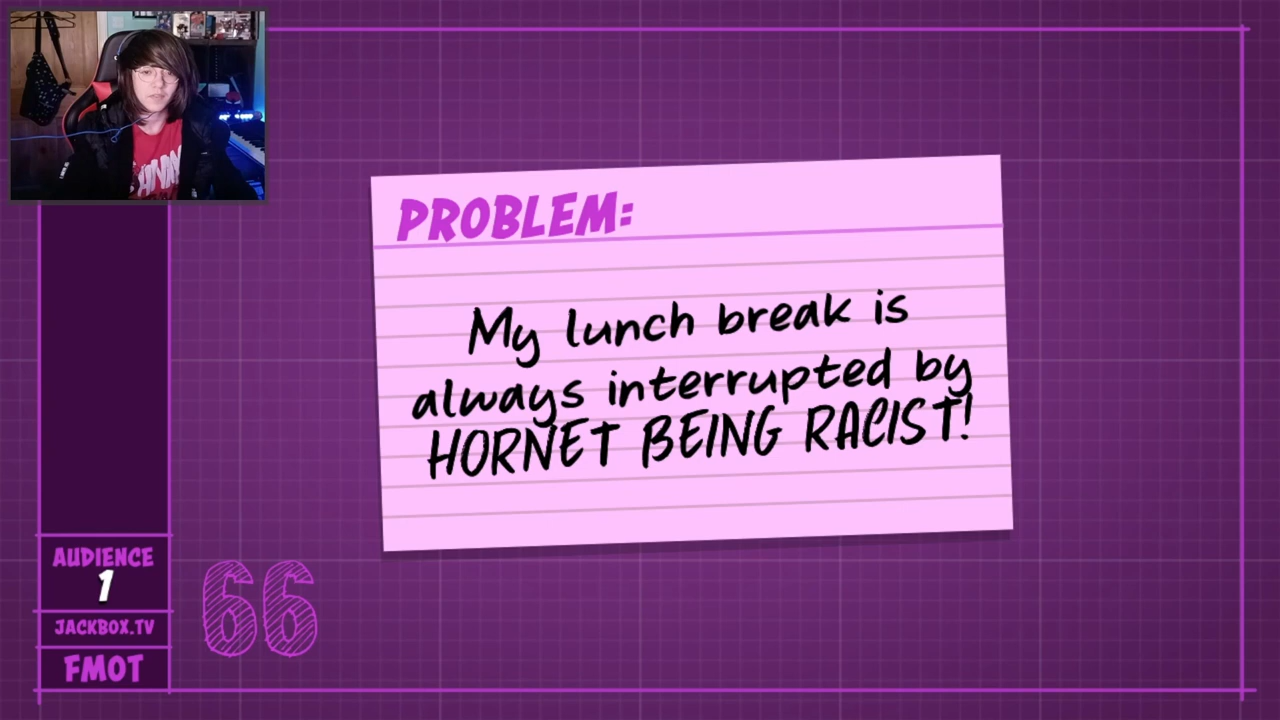 PROBLEM:
My lunch break is
always interrupted by
HORNET BEING RACIST!
AUDIENCE
1
JACKBOX.TV
FMOT
66